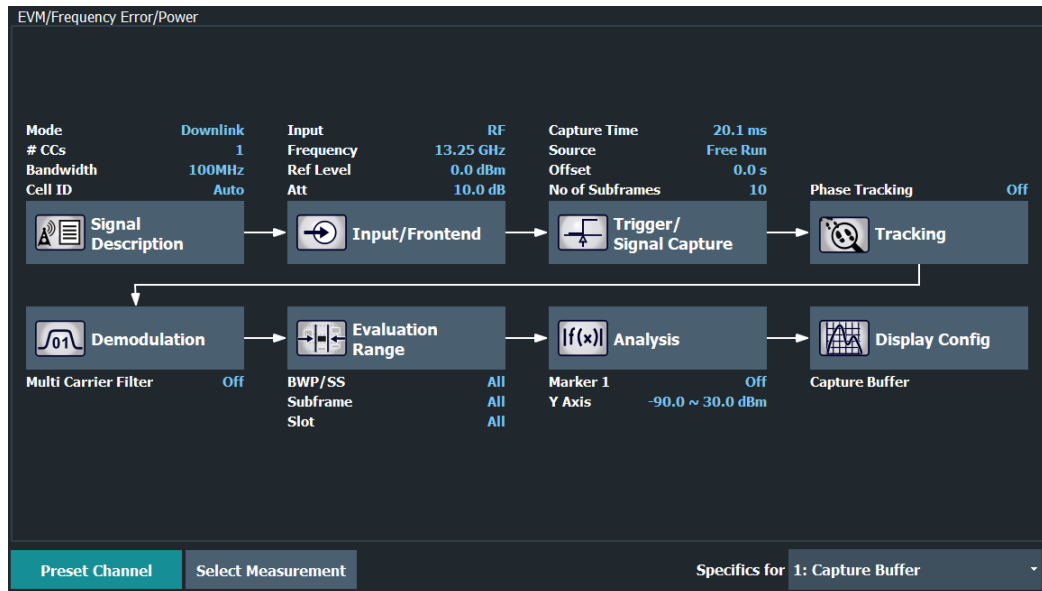 EVM/Frequency Error/Power
Mode Downlink
# CCs 1
Bandwidth 100MHz
Cell ID Auto
Signal
Description
Input RF
Frequency 13.25 GHz
Ref Level 0.0 dBm
Att 10.0 dB
Input/Frontend
Capture Time 20.1 ms
Source Free Run
Offset 0.0 s
No of Subframes 10
Trigger/
Signal Capture
Phase Tracking Off
Tracking
01
Demodulation
Multi Carrier Filter Off
Evaluation
Range
BWP/SS All
Subframe All
Slot All
|f(x)|
Analysis
Marker 1 Off
Y Axis -90.0 ~ 30.0 dBm
Display Config
Capture Buffer
Preset Channel
Select Measurement
Specifics for 1: Capture Buffer